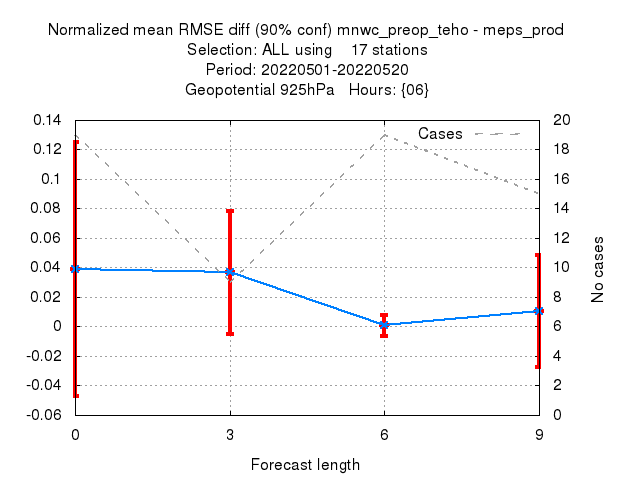 Normalized mean RMSE diff (90% conf) mnwc_preop_teho - meps_prod
Selection: ALL using 17 stations
Period: 20220501-20220520
Geopotential 925hPa Hours: {06}
Cases
0.14
0.12
0.1
0.08
0.06
0.04
0.02
0
-0.02
-0.04
-0.06
20
18
16
14
12
10
8
6
4
2
0
No cases
0 3 6 9
Forecast length